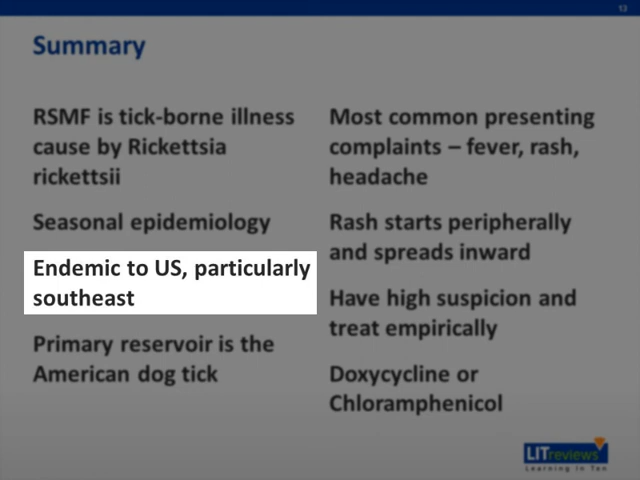 13
Summary
RSMF is tick-borne illness
cause by Rickettsia
rickettsii
Seasonal epidemiology
Endemic to US, particularly
southeast
Primary reservoir is the
American dog tick
Most common presenting
complaints – fever, rash,
headache
Rash starts peripherally
and spreads inward
Have high suspicion and
treat empirically
Doxycycline or
Chloramphenicol
LITreviews
Learning in Ten